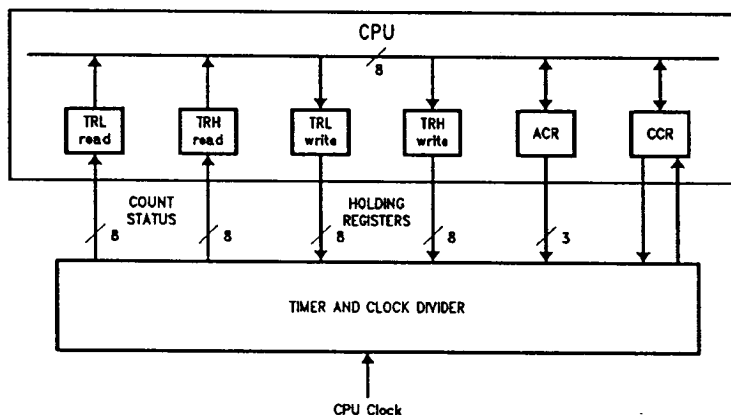 CPU
8
TRL
read
TRH
read
TRL
write
TRH
write
ACR
CCR
COUNT
STATUS
HOLDING
REGISTERS
8
8
8
8
3
TIMER AND CLOCK DIVIDER
CPU Clock